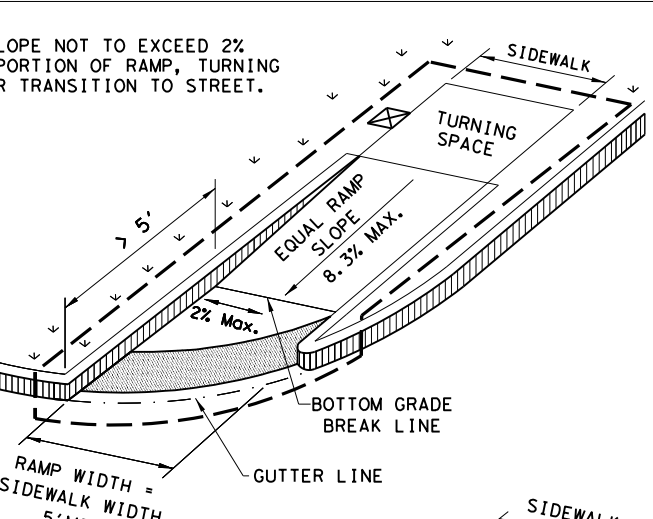 LOPE NOT TO EXCEED 2%
PORTION OF RAMP, TURNING
R TRANSITION TO STREET.
SIDEWALK
TURNING
SPACE
> 5'
EQUAL RAMP
SLOPE
8.3% MAX.
2% Max.
BOTTOM GRADE
BREAK LINE
GUTTER LINE
RAMP WIDTH =
SIDEWALK WIDTH
SIDEWALK